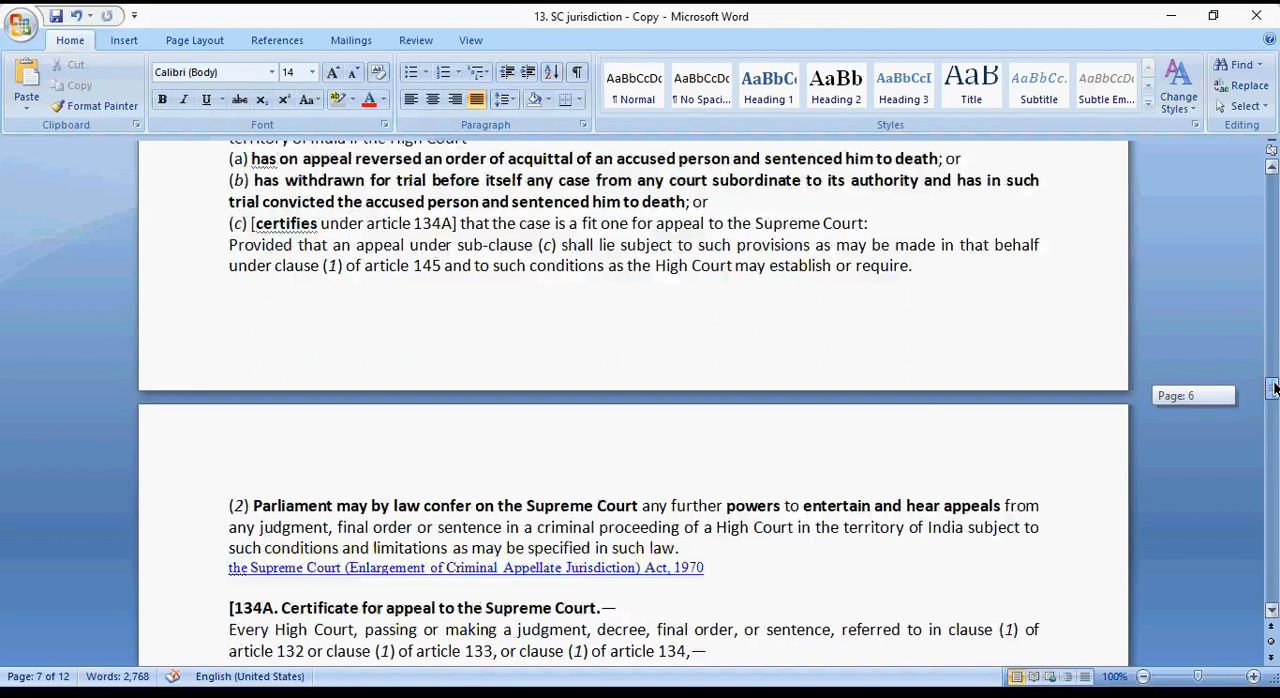 13. SC jurisdiction - Copy - Microsoft Word
Home Insert Page Layout References Mailings Review View
Paste
Cut
Copy
Format Painter
Calibri (Body) 14
AaBbCcDc AaBbCcDc AaBbC AaBb AaBbCcI AaB AaBbCc. AaBbCcDc
¶ Normal ¶ No Spaci... Heading 1 Heading 2 Heading 3 Title Subtitle Subtle Em...
Change
Styles
Find
Replace
Select
Clipboard Font Paragraph Styles Editing
territory of India if the High Court
(a) has on appeal reversed an order of acquittal of an accused person and sentenced him to death; or
(b) has withdrawn for trial before itself any case from any court subordinate to its authority and has in such
trial convicted the accused person and sentenced him to death; or
(c) [certifies under article 134A] that the case is a fit one for appeal to the Supreme Court:
Provided that an appeal under sub-clause (c) shall lie subject to such provisions as may be made in that behalf
under clause (1) of article 145 and to such conditions as the High Court may establish or require.
Page: 6
(2) Parliament may by law confer on the Supreme Court any further powers to entertain and hear appeals from
any judgment, final order or sentence in a criminal proceeding of a High Court in the territory of India subject to
such conditions and limitations as may be specified in such law.
the Supreme Court (Enlargement of Criminal Appellate Jurisdiction) Act, 1970
[134A. Certificate for appeal to the Supreme Court.—
Every High Court, passing or making a judgment, decree, final order, or sentence, referred to in clause (1) of
article 132 or clause (1) of article 133, or clause (1) of article 134,—
Page: 7 of 12 Words: 2,768 English (United States) 100%